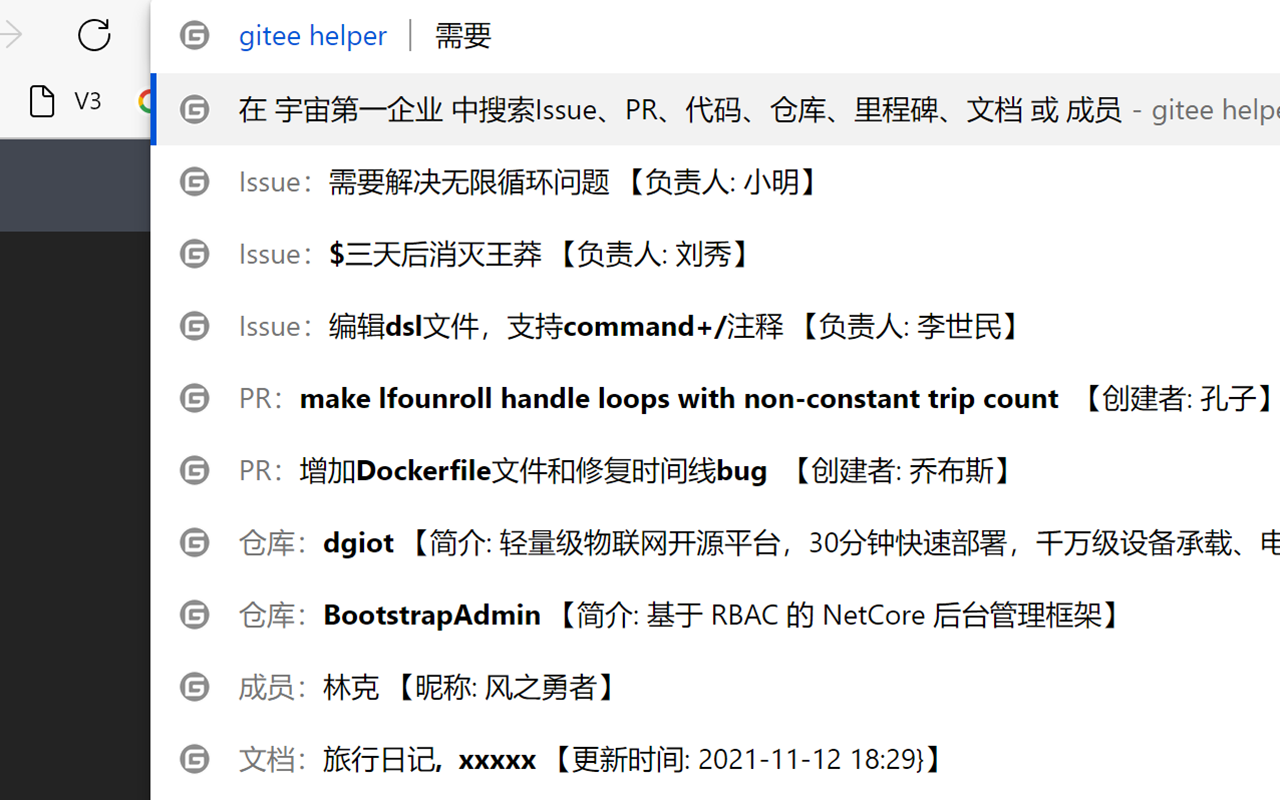 gitee helper | 需要
V3
在 宇宙第一企业 中搜索Issue、PR、代码、仓库、里程碑、文档 或 成员 - gitee helpe
Issue：需要解决无限循环问题 【负责人: 小明】
Issue：$三天后消灭王莽 【负责人: 刘秀】
Issue：编辑dsl文件，支持command+/注释 【负责人: 李世民】
PR：make lfounroll handle loops with non-constant trip count 【创建者: 孔子】
PR：增加Dockerfile文件和修复时间线bug 【创建者: 乔布斯】
仓库：dgiot 【简介: 轻量级物联网开源平台，30分钟快速部署，千万级设备承载、电
仓库：BootstrapAdmin 【简介: 基于 RBAC 的 NetCore 后台管理框架】
成员：林克 【昵称: 风之勇者】
文档：旅行日记，xxxxx 【更新时间: 2021-11-12 18:29}】